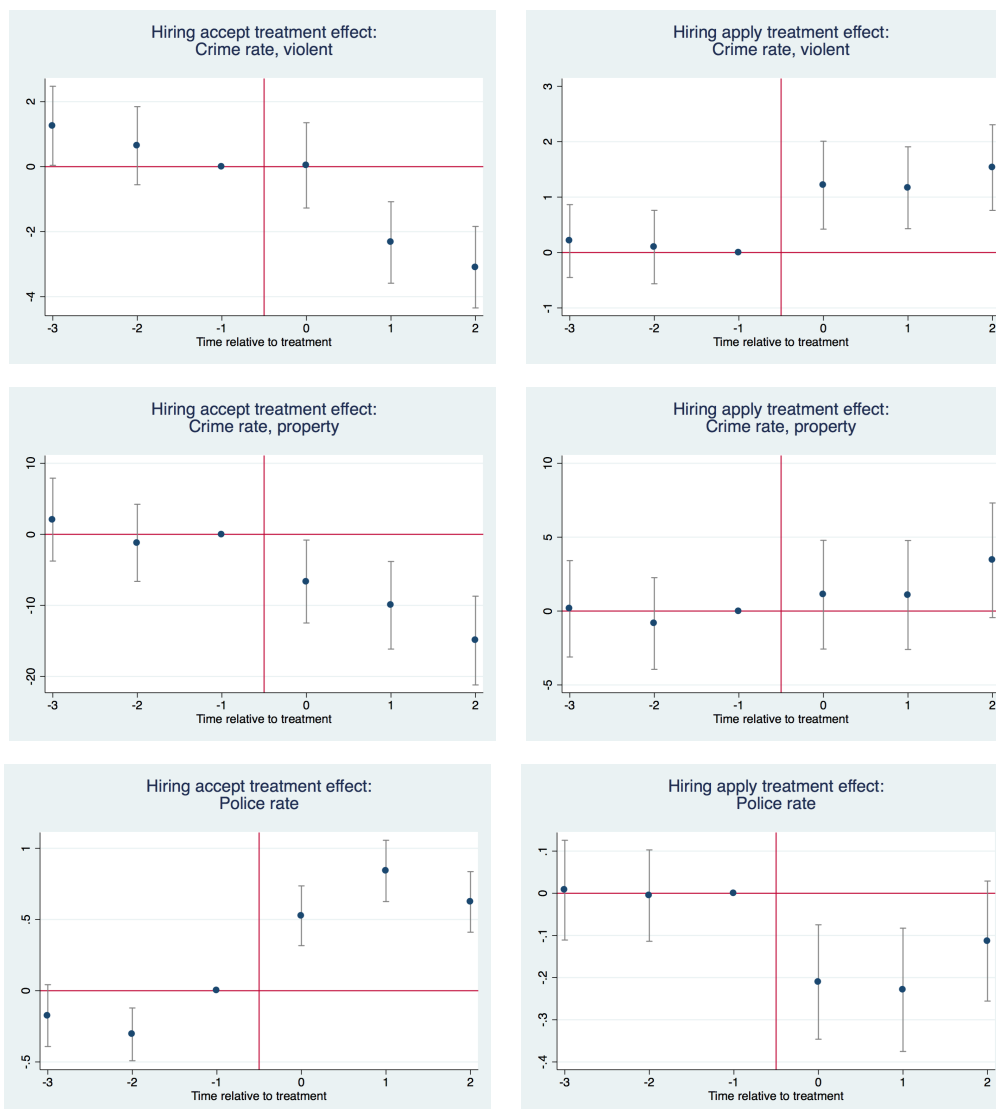 Hiring accept treatment effect:
Crime rate, violent
2
0
-2
-4
-3 -2 -1 0 1 2
Time relative to treatment
Hiring apply treatment effect:
Crime rate, violent
3
2
1
0
-1
-3 -2 -1 0 1 2
Time relative to treatment
Hiring accept treatment effect:
Crime rate, property
10
0
-10
-20
-3 -2 -1 0 1 2
Time relative to treatment
Hiring apply treatment effect:
Crime rate, property
10
5
0
-5
-3 -2 -1 0 1 2
Time relative to treatment
Hiring accept treatment effect:
Police rate
1
.5
0
-.5
-3 -2 -1 0 1 2
Time relative to treatment
Hiring apply treatment effect:
Police rate
.1
0
-.1
-.2
-.3
-.4
-3 -2 -1 0 1 2
Time relative to treatment